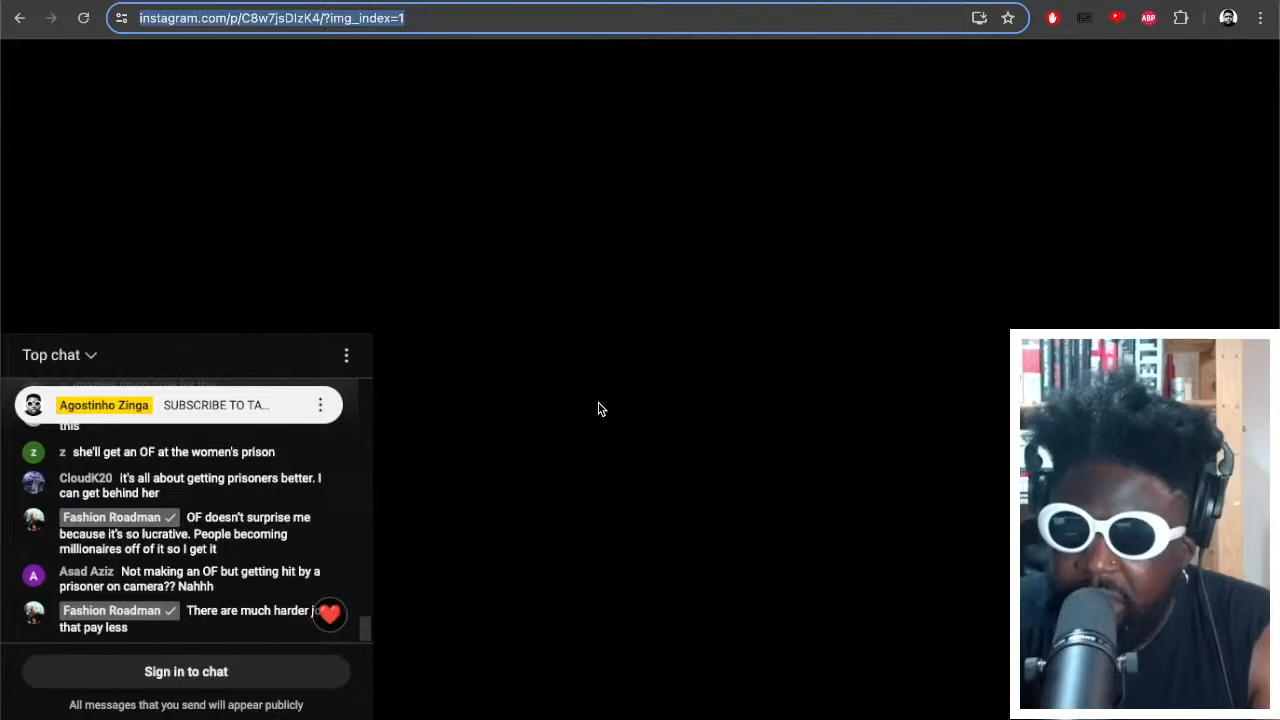 instagram.com/p/C8w7jsDIzK4/?img_index=1
ABP
Top chat
Agostinho Zinga SUBSCRIBE TO TA...
this
z z she'll get an OF at the women's prison
CloudK20 it's all about getting prisoners better. I
can get behind her
Fashion Roadman OF doesn't surprise me
because it's so lucrative. People becoming
millionaires off of it so I get it
A Asad Aziz Not making an OF but getting hit by a
prisoner on camera?? Nahhh
Fashion Roadman There are much harder
that pay less
Sign in to chat
All messages that you send will appear publicly